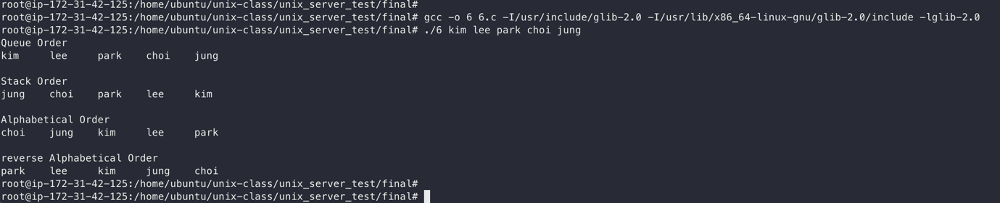 root@ip-172-31-42-125:/home/ubuntu/unix-class/unix_server_test/final#
root@ip-172-31-42-125:/home/ubuntu/unix-class/unix_server_test/final# gcc -o 6 6.c -I/usr/include/glib-2.0 -I/usr/lib/x86_64-linux-gnu/glib-2.0/include -lglib-2.0
root@ip-172-31-42-125:/home/ubuntu/unix-class/unix_server_test/final# ./6 kim lee park choi jung
Queue Order
kim     lee     park    choi    jung

Stack Order
jung    choi    park    lee     kim

Alphabetical Order
choi    jung    kim     lee     park

reverse Alphabetical Order
park    lee     kim     jung    choi
root@ip-172-31-42-125:/home/ubuntu/unix-class/unix_server_test/final#
root@ip-172-31-42-125:/home/ubuntu/unix-class/unix_server_test/final#